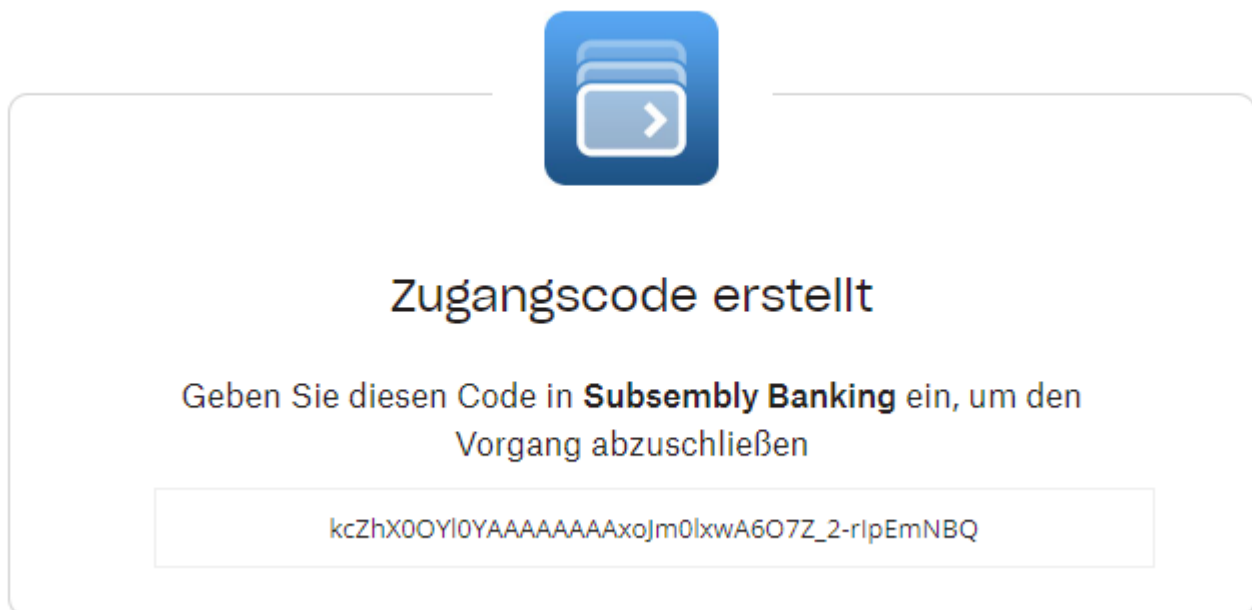 Zugangscode erstellt
Geben Sie diesen Code in Subsembly Banking ein, um den
Vorgang abzuschließen
kcZhX0OYl0YAAAAAAAAxoJm0lxwA6O7Z_2-rIpEmNBQ